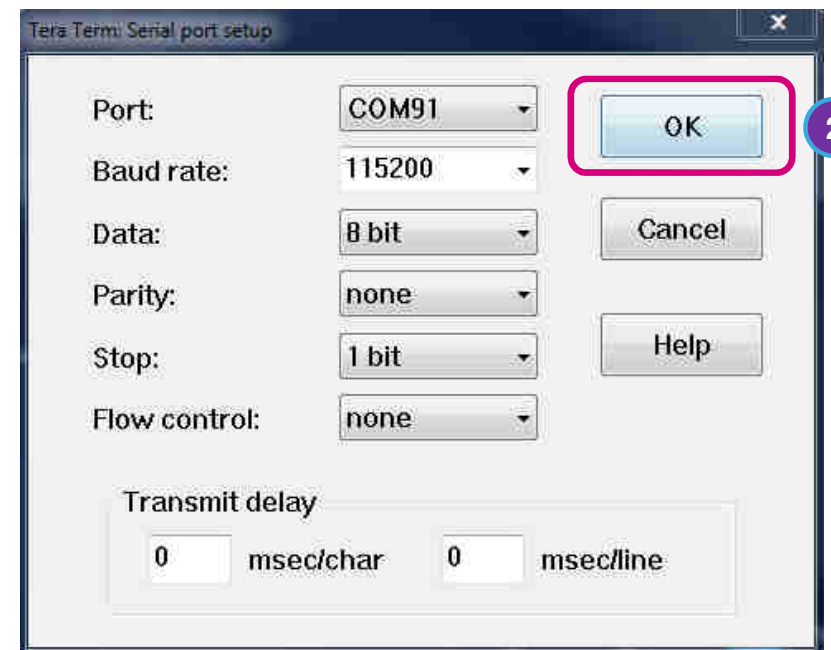 Tera Term: Serial port setup
x
Port: COM91
OK
2
Baud rate: 115200
Data: 8 bit
Cancel
Parity: none
Stop: 1 bit
Help
Flow control: none
Transmit delay
0 msec/char 0 msec/line